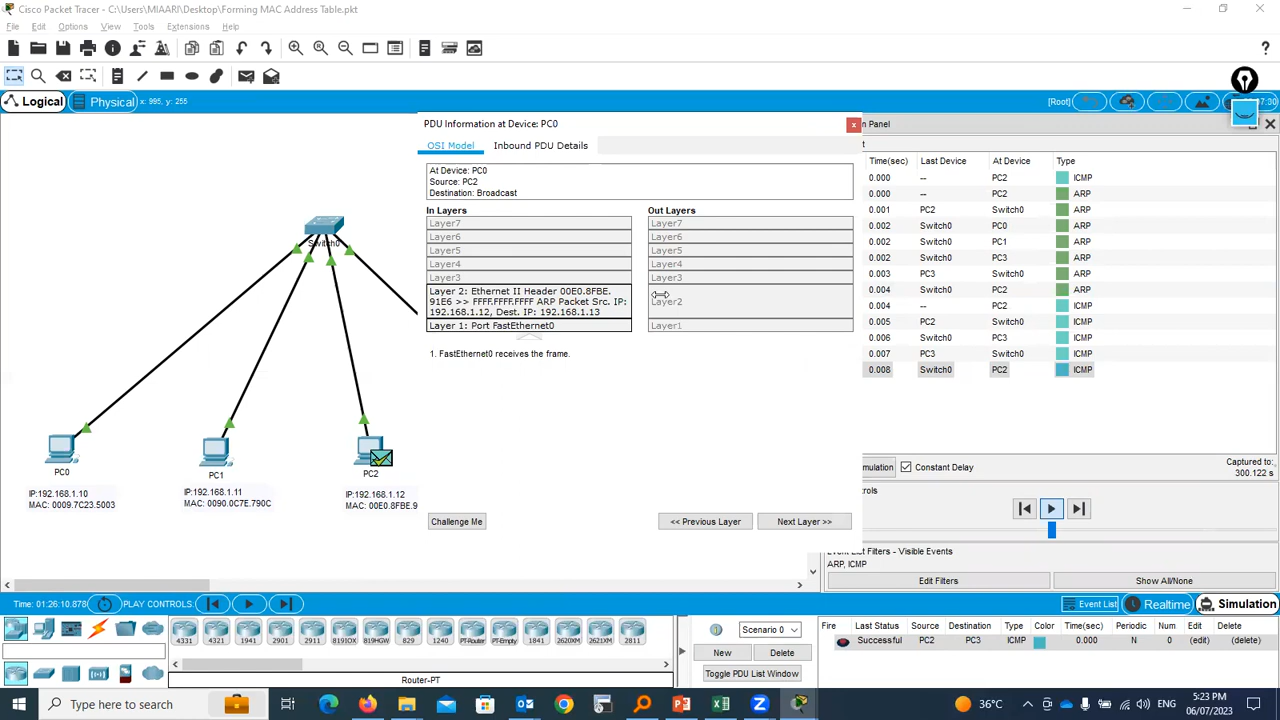 Cisco Packet Tracer - C:\Users\MIAARI\Desktop\Forming MAC Address Table.pkt
File Edit Options View Tools Extensions Help
?
Logical Physical x: 995, y: 255
[Root]
PDU Information at Device: PC0
x
OSI Model Inbound PDU Details
At Device: PC0
Source: PC2
Destination: Broadcast
In Layers Out Layers
Layer7 Layer7
Layer6 Layer6
Layer5 Layer5
Layer4 Layer4
Layer3 Layer3
Layer 2: Ethernet II Header 00E0.8FBE.
91E6 >> FFFF.FFFF.FFFF ARP Packet Src. IP:
192.168.1.12, Dest. IP: 192.168.1.13
Layer2
Layer 1: Port FastEthernet0 Layer1
1. FastEthernet0 receives the frame.
Challenge Me << Previous Layer Next Layer >>
Switch0
PC0
IP:192.168.1.10
MAC: 0009.7C23.5003
PC1
IP:192.168.1.11
MAC: 0090.0C7E.790C
PC2
IP:192.168.1.12
MAC: 00E0.8FBE.9
n Panel
t
Time(sec) Last Device At Device Type
0.000 -- PC2 ICMP
0.000 -- PC2 ARP
0.001 PC2 Switch0 ARP
0.002 Switch0 PC0 ARP
0.002 Switch0 PC1 ARP
0.002 Switch0 PC3 ARP
0.003 PC3 Switch0 ARP
0.004 Switch0 PC2 ARP
0.004 -- PC2 ICMP
0.005 PC2 Switch0 ICMP
0.006 Switch0 PC3 ICMP
0.007 PC3 Switch0 ICMP
0.008 Switch0 PC2 ICMP
mulation Constant Delay
Captured to:
300.122 s
rols
Event List Filters - Visible Events
ARP, ICMP
Edit Filters Show All/None
Time: 01:26:10.878 PLAY CONTROLS:
Event List Realtime Simulation
4331 4321 1941 2901 2911 819IOX 819HGW 829 1240 PT-Router PT-Empty 1841 2620XM 2621XM 2811
Router-PT
Scenario 0
New Delete
Toggle PDU List Window
Fire Last Status Source Destination Type Color Time(sec) Periodic Num Edit Delete
Successful PC2 PC3 ICMP 0.000 N 0 (edit) (delete)
Type here to search
36°C
ENG
5:23 PM
06/07/2023